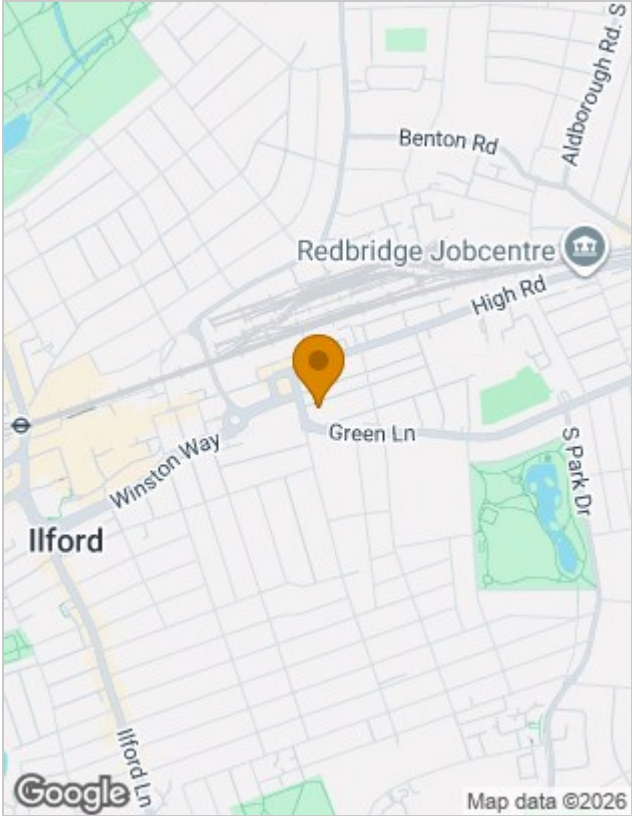 Benton Rd
Aldborough Rd. S
Redbridge Jobcentre
High Rd
Green Ln
Winston Way
S Park Dr
Ilford
Ilford Ln
Google
Map data ©2026